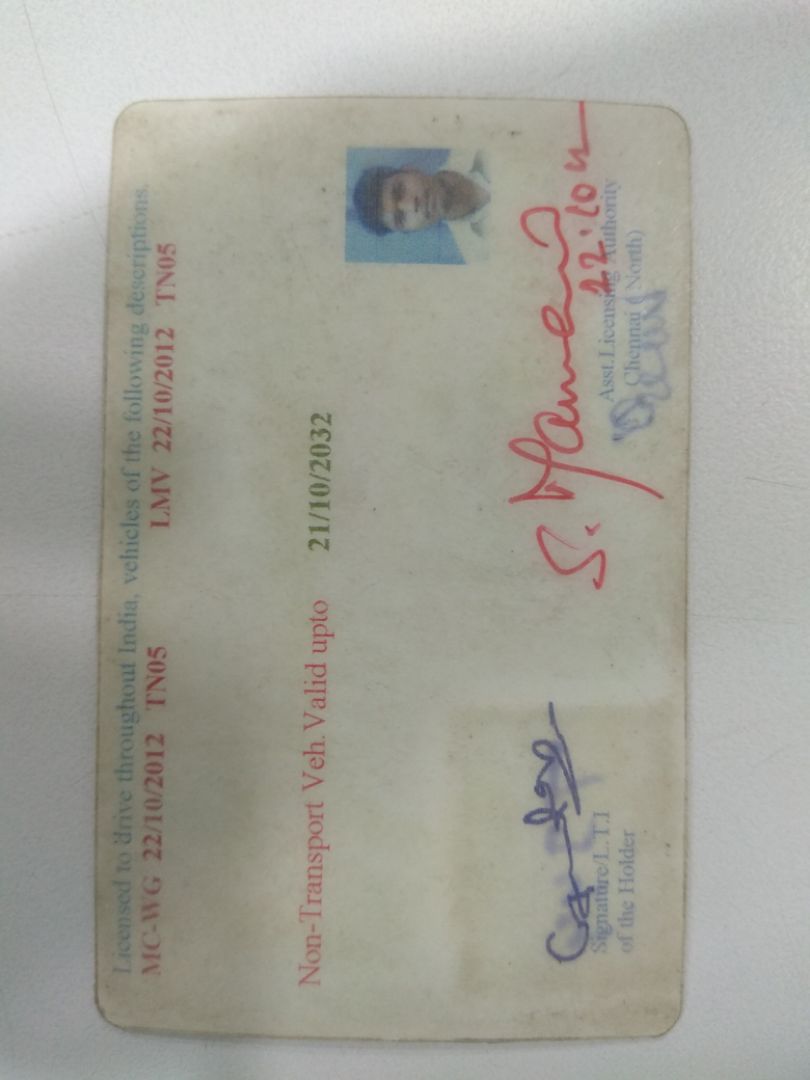 Licensed to drive throughout India, vehicles of the following descriptions.
MC-WG 22/10/2012 TN05 LMV 22/10/2012 TN05
Non-Transport Veh. Valid upto 21/10/2032
S.
22.10
Signature/L.T.I
of the Holder
Asst. Licensing Authority
(Chennai North)